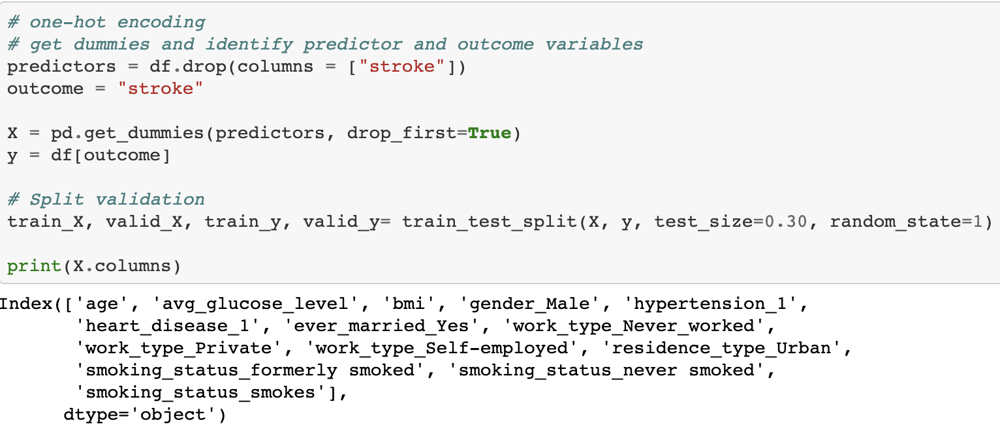 # one-hot encoding
# get dummies and identify predictor and outcome variables
predictors = df.drop(columns = ["stroke"])
outcome = "stroke"
X = pd.get_dummies(predictors, drop_first=True)
y = df[outcome]
# Split validation
train_X, valid_X, train_y, valid_y= train_test_split(X, y, test_size=0.30, random_state=1)
print(X.columns)
Index(['age', 'avg_glucose_level', 'bmi', 'gender_Male', 'hypertension_1',
'heart_disease_1', 'ever_married_Yes', 'work_type_Never_worked',
'work_type_Private', 'work_type_Self-employed', 'residence_type_Urban',
'smoking_status_formerly smoked', 'smoking_status_never smoked',
'smoking_status_smokes'],
dtype='object')